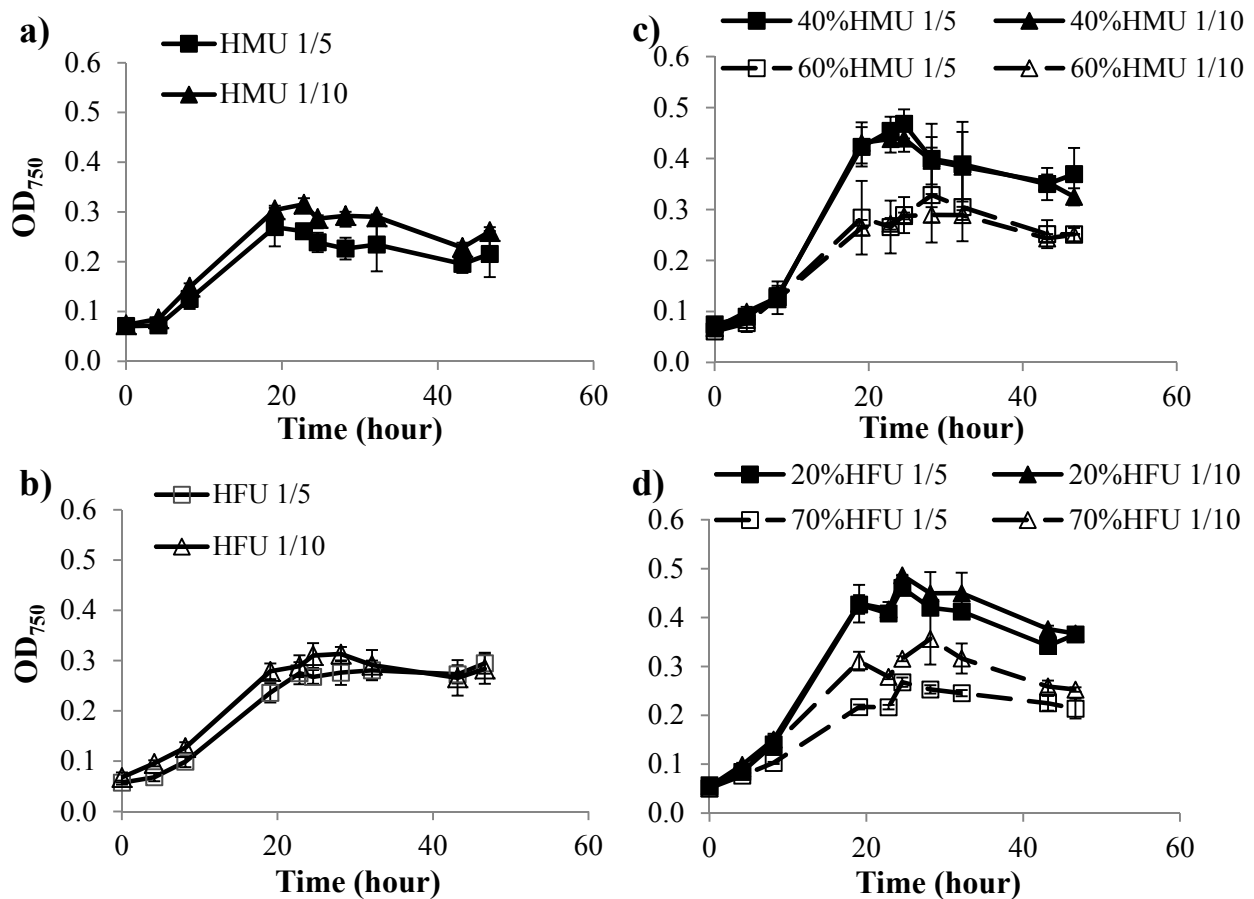 a)
HMU 1/5
HMU 1/10
OD750
0.6
0.5
0.4
0.3
0.2
0.1
0.0
0 20 40 60
Time (hour)
c)
40%HMU 1/5 40%HMU 1/10
60%HMU 1/5 60%HMU 1/10
0.6
0.5
0.4
0.3
0.2
0.1
0.0
0 20 40 60
Time (hour)
b)
HFU 1/5
HFU 1/10
OD750
0.6
0.5
0.4
0.3
0.2
0.1
0.0
0 20 40 60
Time (hour)
d)
20%HFU 1/5 20%HFU 1/10
70%HFU 1/5 70%HFU 1/10
0.6
0.5
0.4
0.3
0.2
0.1
0.0
0 20 40 60
Time (hour)